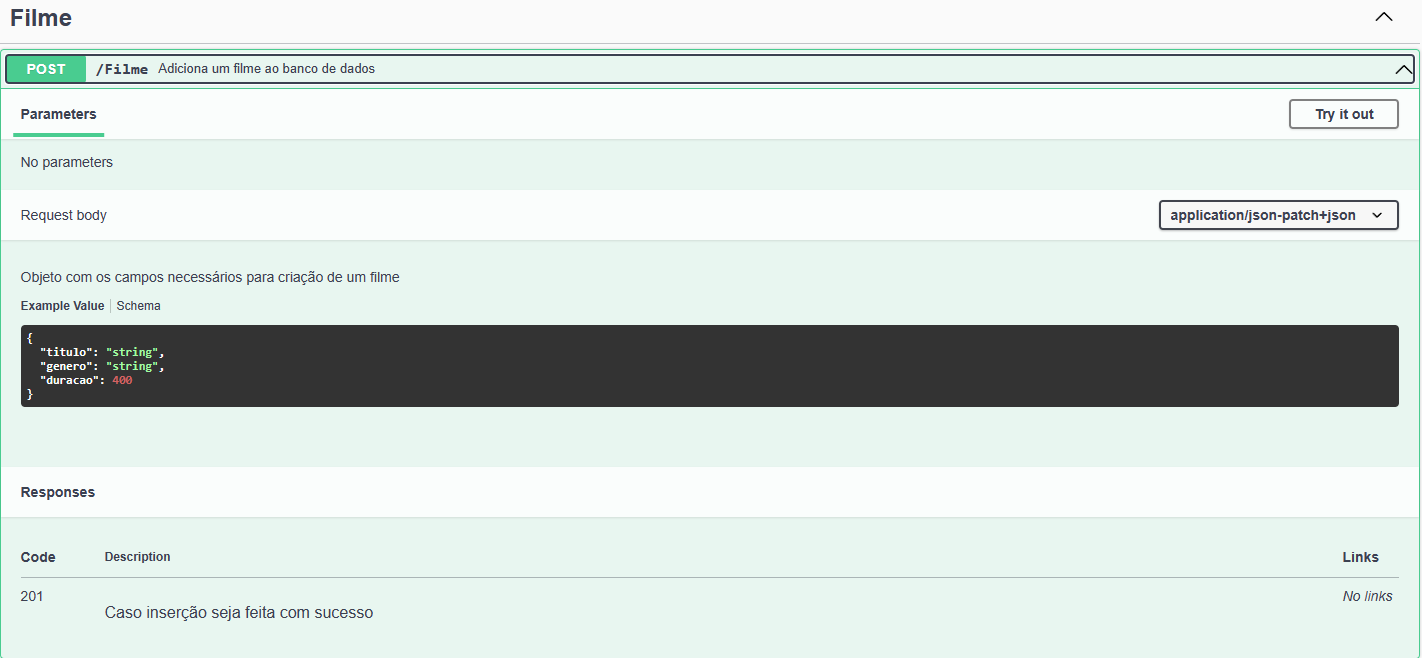 Filme
POST /Filme Adiciona um filme ao banco de dados
Parameters Try it out
No parameters
Request body application/json-patch+json
Objeto com os campos necessários para criação de um filme
Example Value Schema
{
"titulo": "string",
"genero": "string",
"duracao": 400
}
Responses
Code Description Links
201 No links
Caso inserção seja feita com sucesso